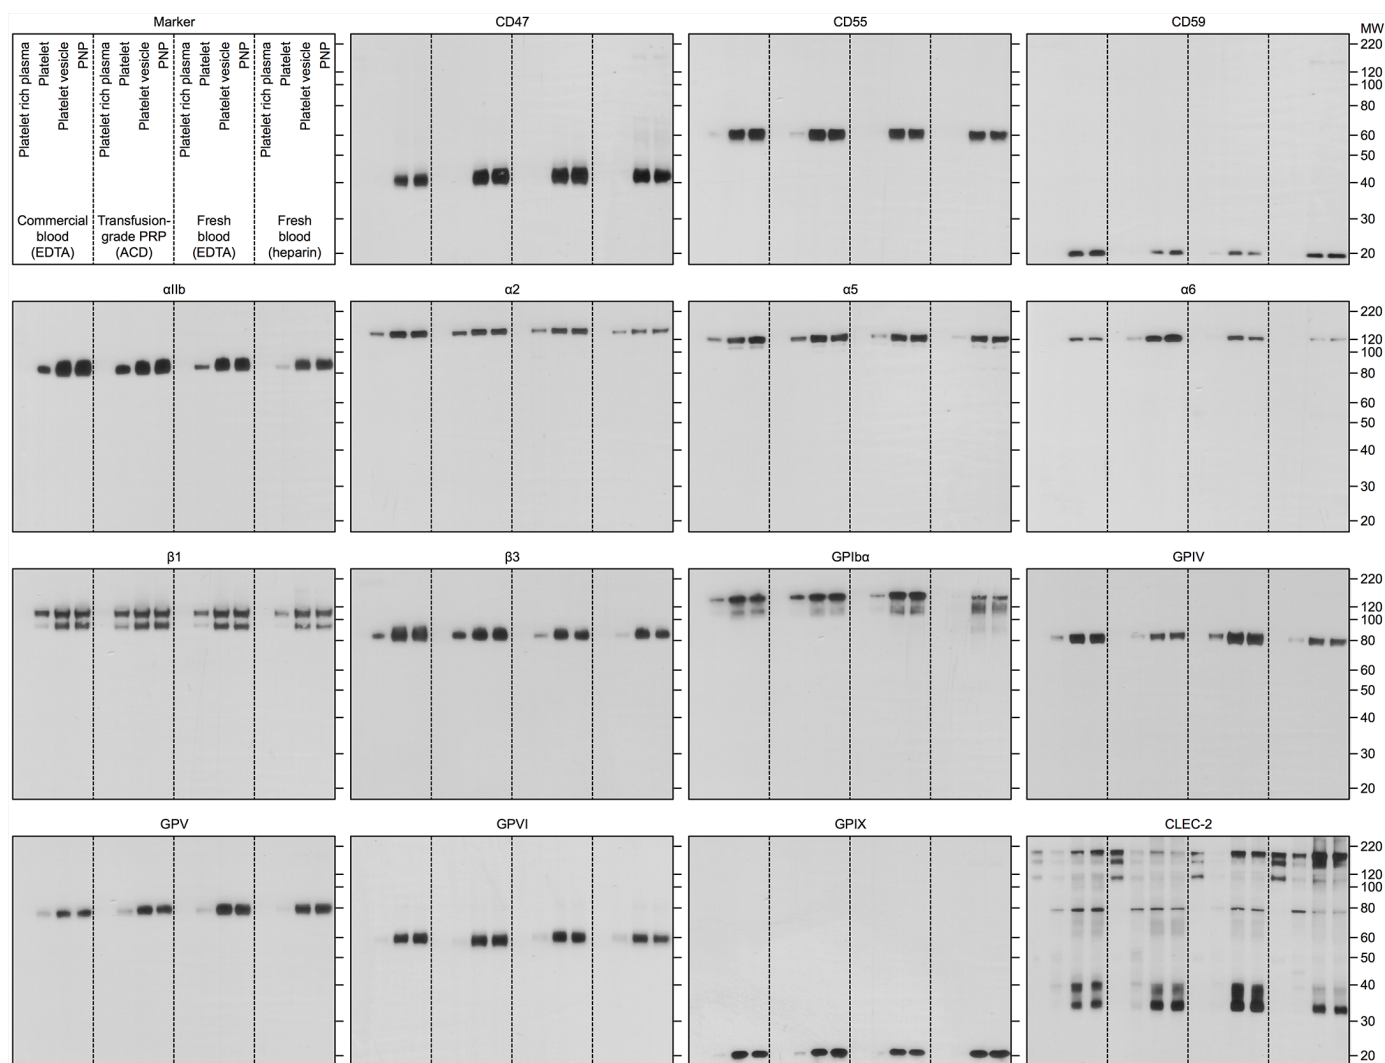 Marker
CD47
CD55
CD59
MW
Platelet rich plasma
Platelet
Platelet vesicle
PNP
Platelet rich plasma
Platelet
Platelet vesicle
PNP
Platelet rich plasma
Platelet
Platelet vesicle
PNP
Platelet rich plasma
Platelet
Platelet vesicle
PNP
Commercial
blood
(EDTA)
Transfusion-
grade PRP
(ACD)
Fresh
blood
(EDTA)
Fresh
blood
(heparin)
220
120
100
80
60
50
40
30
20
αIIb
α2
α5
α6
220
120
100
80
60
50
40
30
20
β1
β3
GPIbα
GPIV
220
120
100
80
60
50
40
30
20
GPV
GPVI
GPIX
CLEC-2
220
120
100
80
60
50
40
30
20